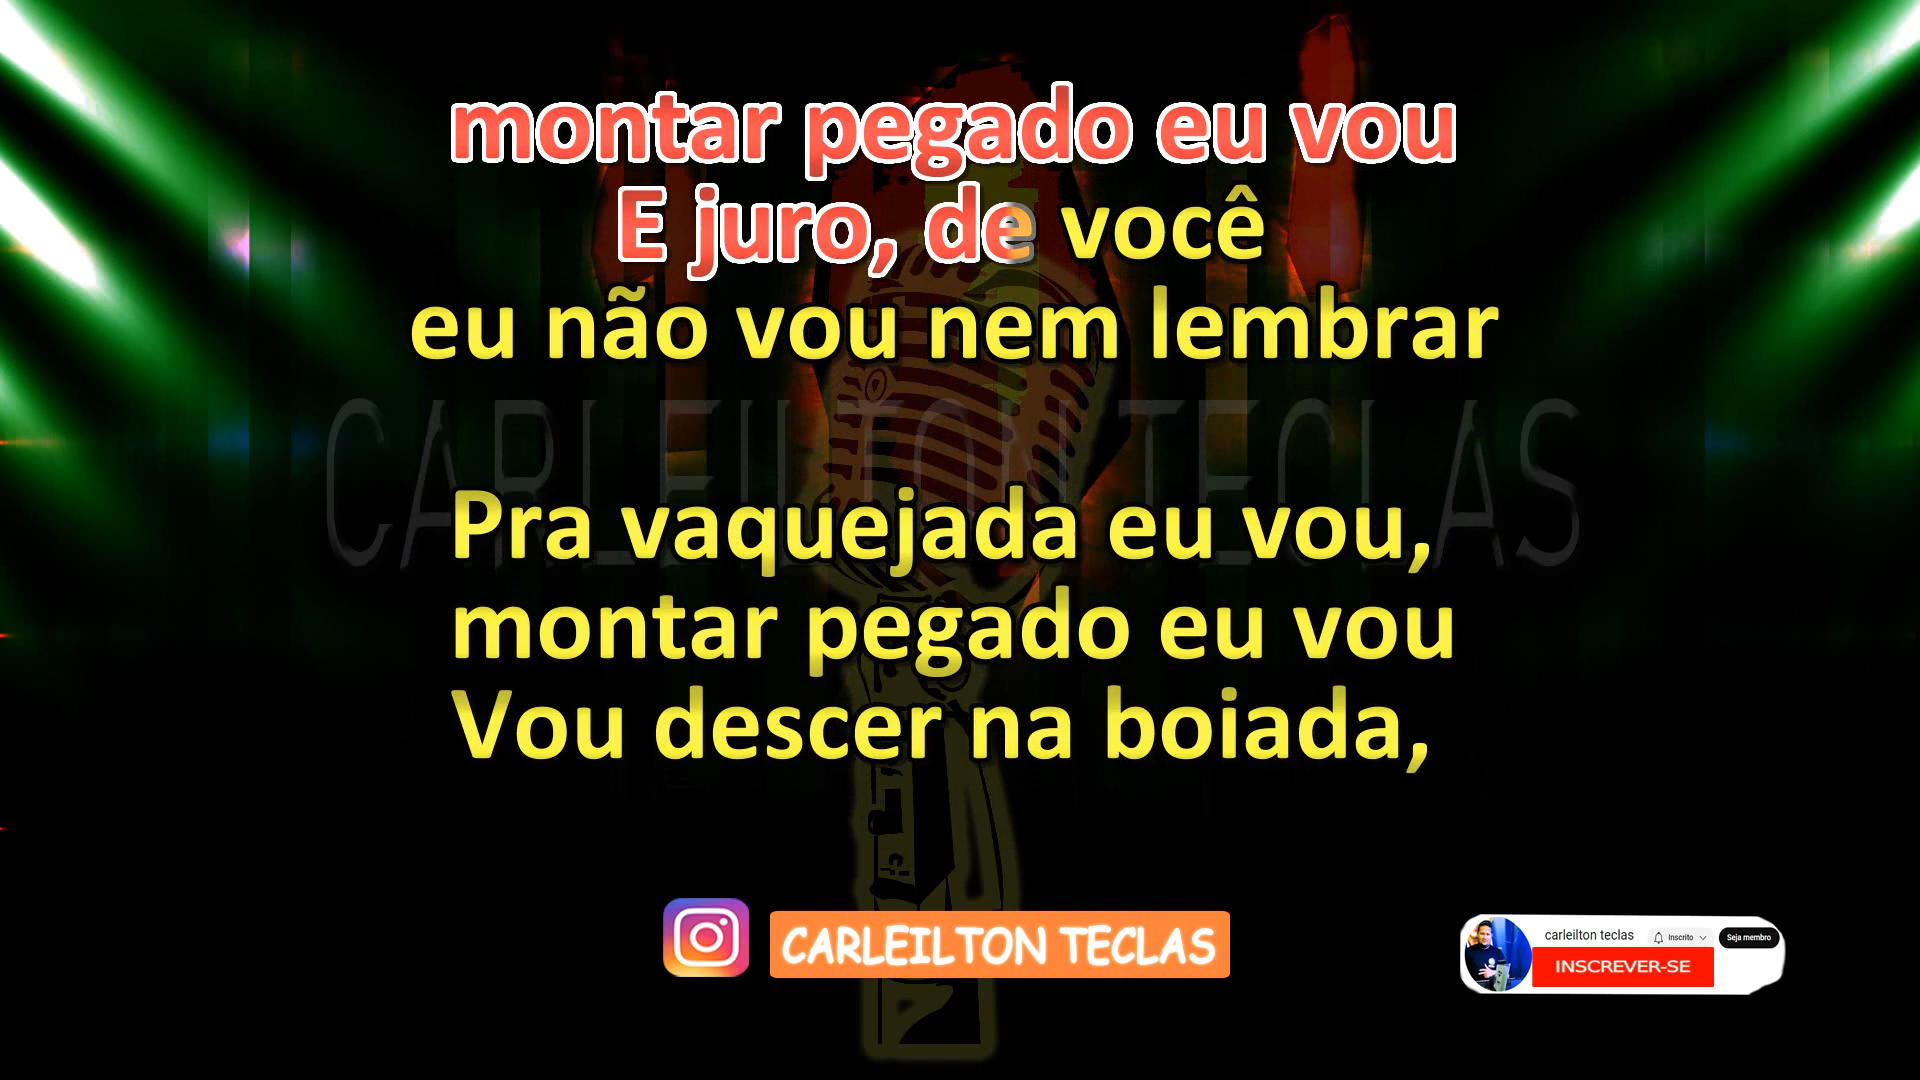 montar pegado eu vou
E juro, de você
eu não vou nem lembrar
CARLEILTON TECLAS
Pra vaquejada eu vou,
montar pegado eu vou
Vou descer na boiada,
CARLEILTON TECLAS
carleilton teclas
Inscrito
Seja membro
INSCREVER-SE